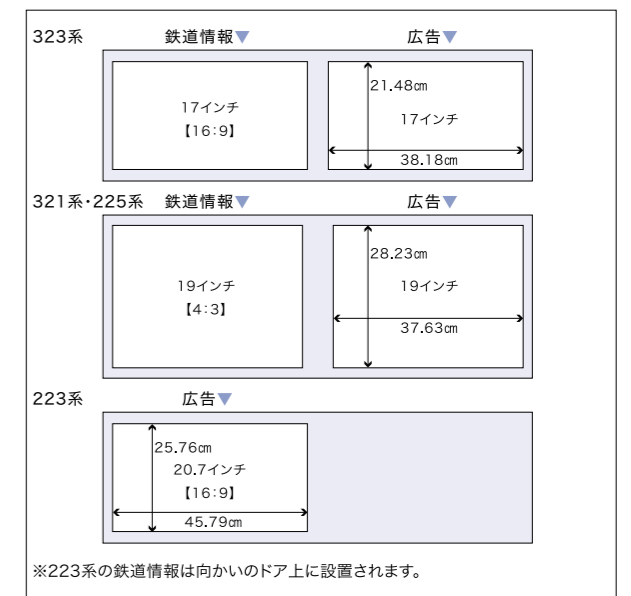 323系 鉄道情報▼ 広告▼
17インチ
【16:9】
21.48㎝
17インチ
38.18㎝
321系・225系 鉄道情報▼ 広告▼
19インチ
【4:3】
28.23㎝
19インチ
37.63㎝
223系 広告▼
25.76㎝
20.7インチ
【16:9】
45.79㎝
※223系の鉄道情報は向かいのドア上に設置されます。